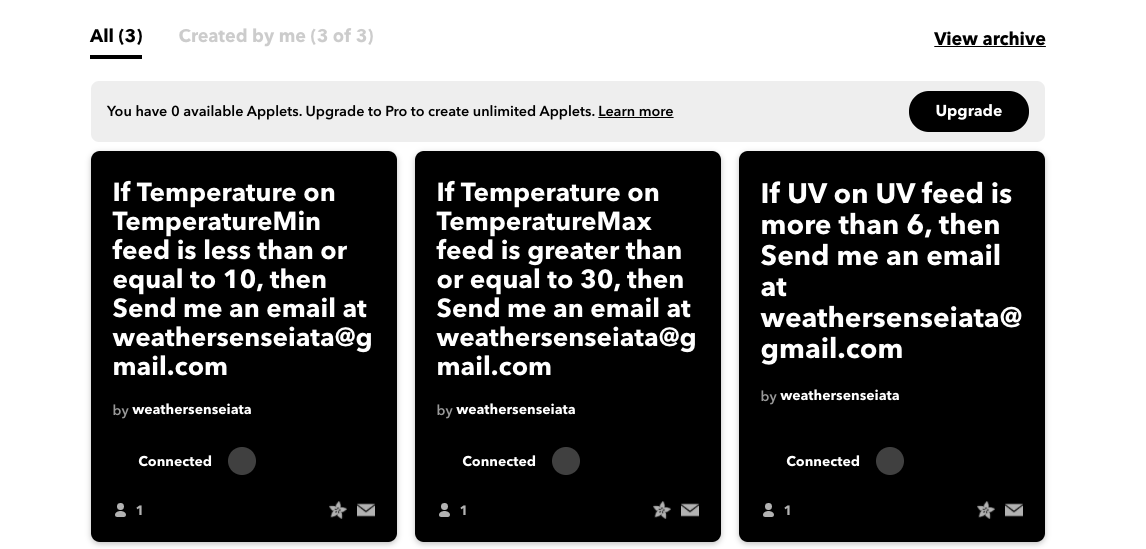 All (3)
Created by me (3 of 3)
View archive
You have 0 available Applets. Upgrade to Pro to create unlimited Applets. Learn more
Upgrade
If Temperature on
TemperatureMin
feed is less than or
equal to 10, then
Send me an email at
weathersenseiata@g
mail.com
by weathersenseiata
Connected
1
If Temperature on
TemperatureMax
feed is greater than
or equal to 30, then
Send me an email at
weathersenseiata@g
mail.com
by weathersenseiata
Connected
1
If UV on UV feed is
more than 6, then
Send me an email
at
weathersenseiata@
gmail.com
by weathersenseiata
Connected
1